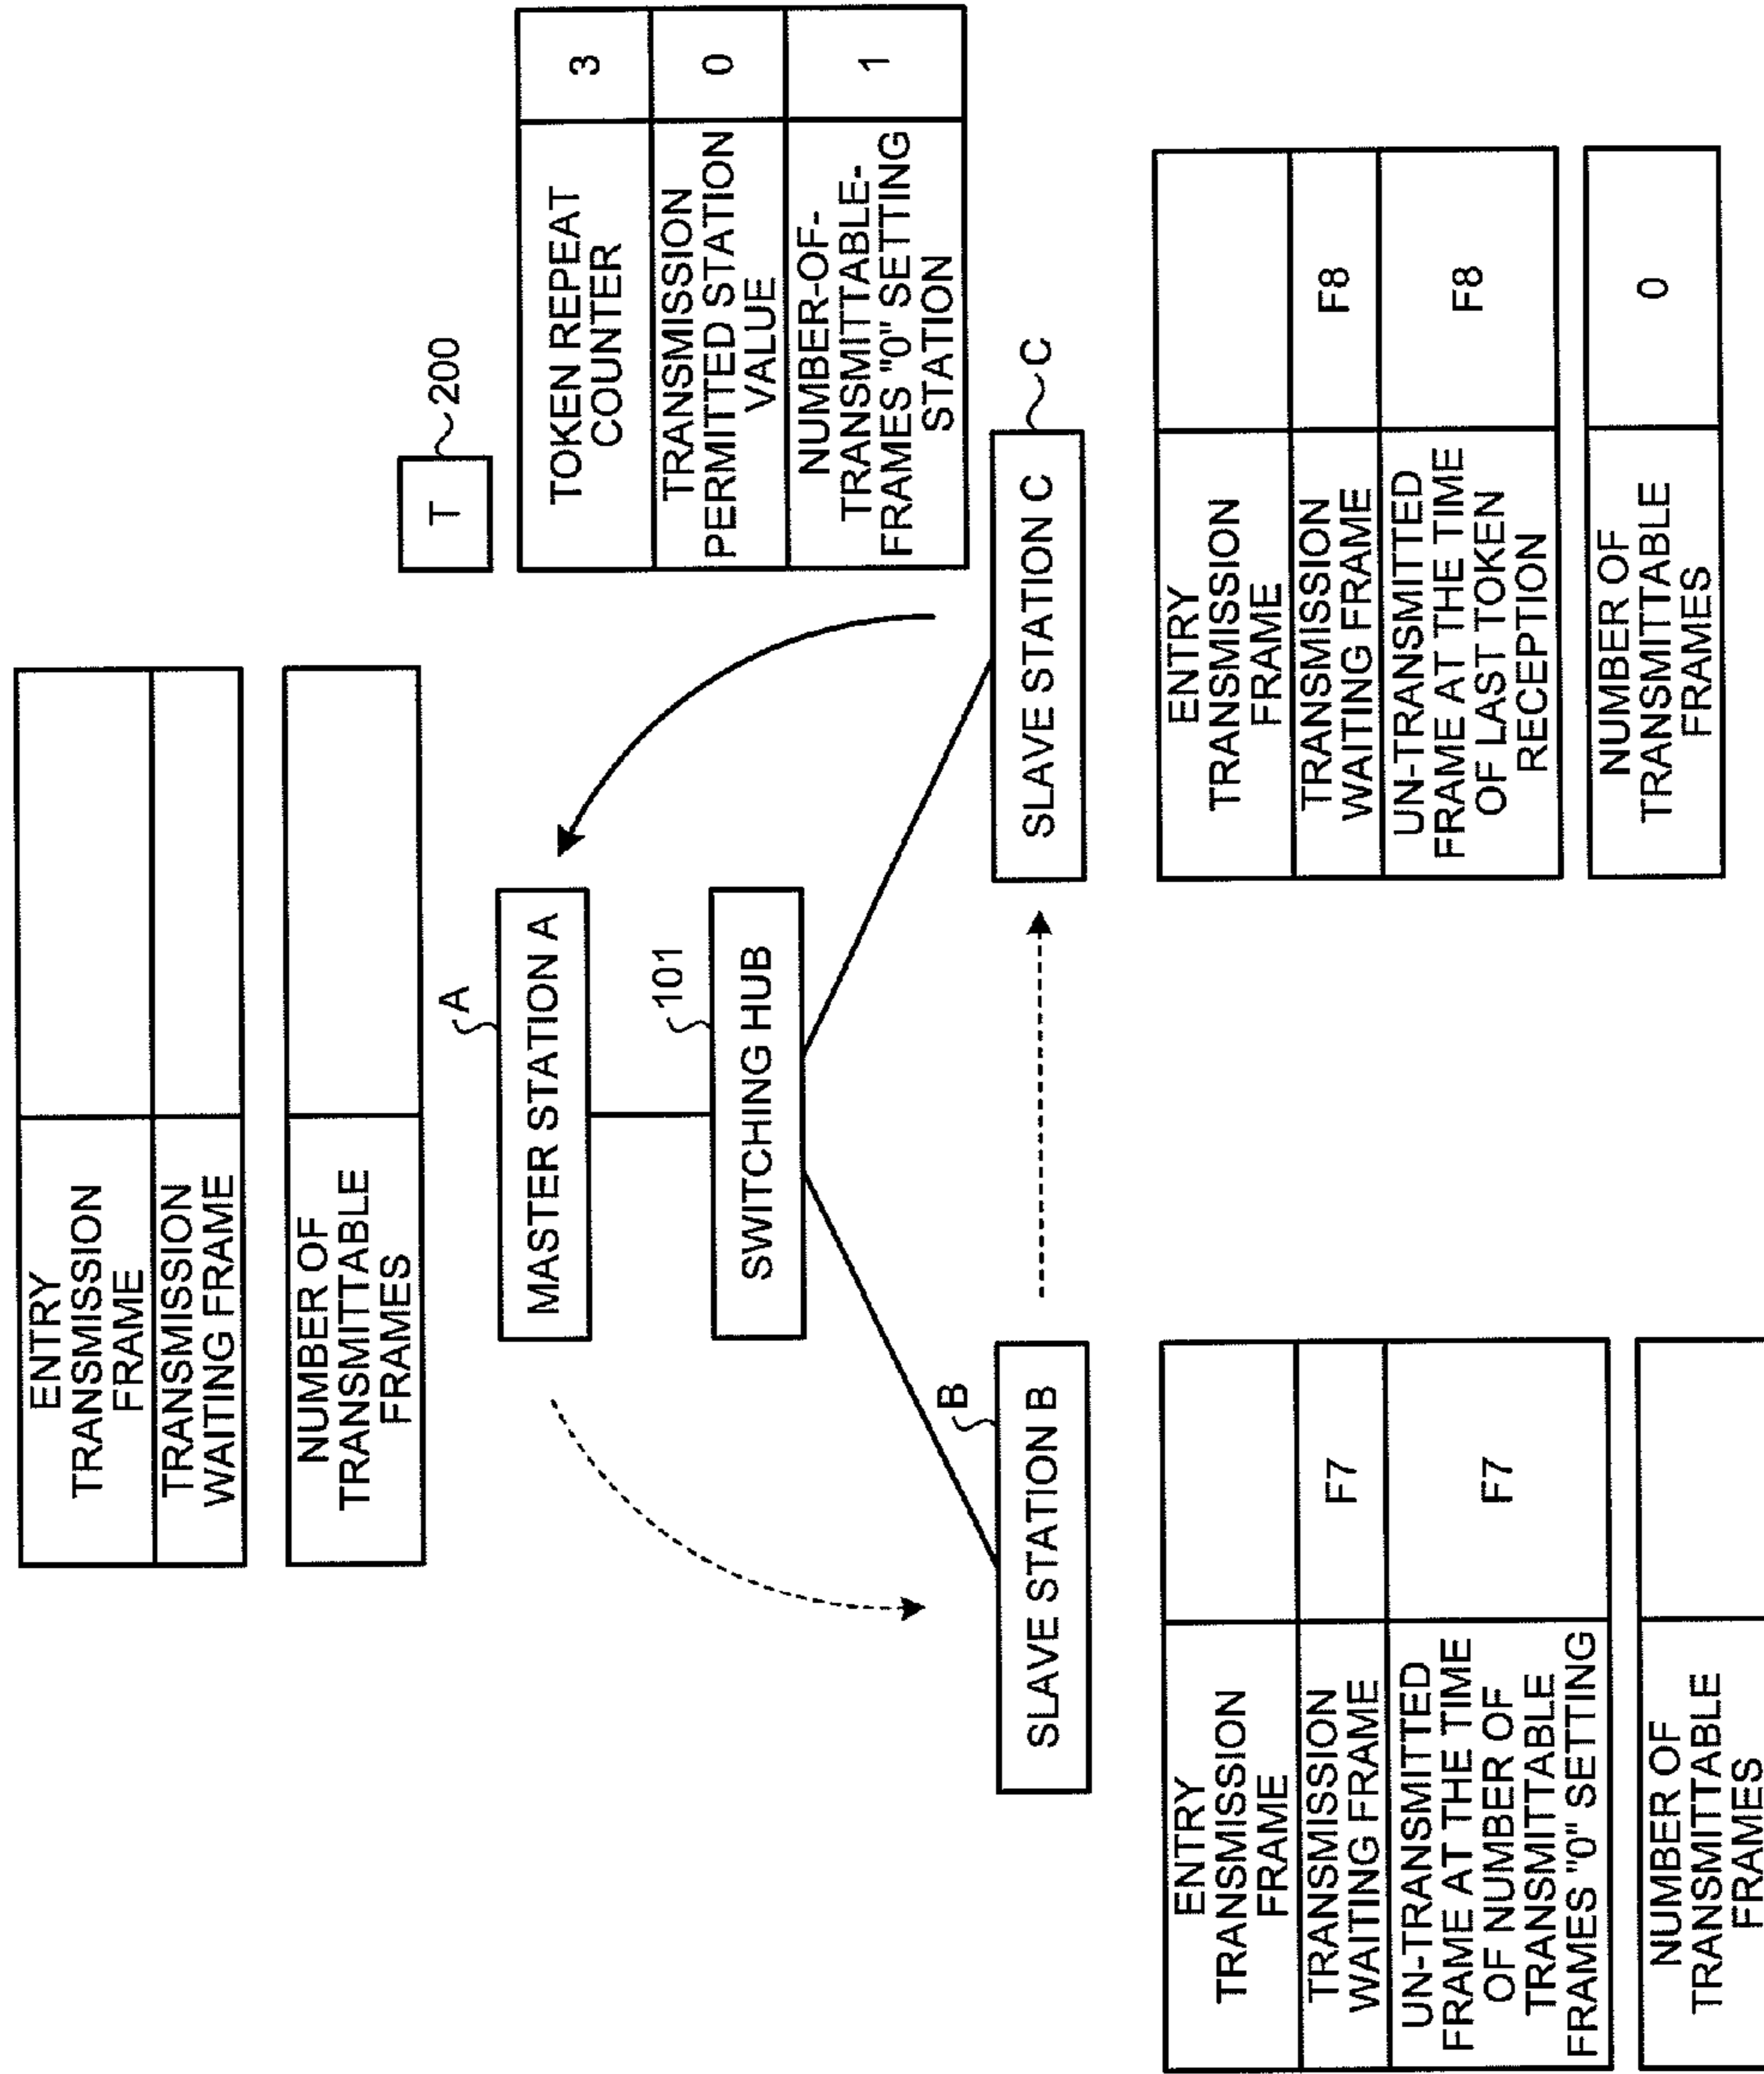 ENTRY
TRANSMISSION
FRAME
TRANSMISSION
WAITING FRAME
NUMBER OF
TRANSMITTABLE
FRAMES
A
MASTER STATION A
T
200
TOKEN REPEAT
COUNTER
3
TRANSMISSION
PERMITTED STATION
VALUE
0
NUMBER-OF-
TRANSMITTABLE-
FRAMES "0" SETTING
STATION
1
101
SWITCHING HUB
B
SLAVE STATION B
SLAVE STATION C
C
ENTRY
TRANSMISSION
FRAME
TRANSMISSION
WAITING FRAME
F7
UN-TRANSMITTED
FRAME AT THE TIME
OF NUMBER OF
TRANSMITTABLE
FRAMES "0" SETTING
F7
NUMBER OF
TRANSMITTABLE
FRAMES
ENTRY
TRANSMISSION
FRAME
TRANSMISSION
WAITING FRAME
F8
UN-TRANSMITTED
FRAME AT THE TIME
OF LAST TOKEN
RECEPTION
F8
NUMBER OF
TRANSMITTABLE
FRAMES
0